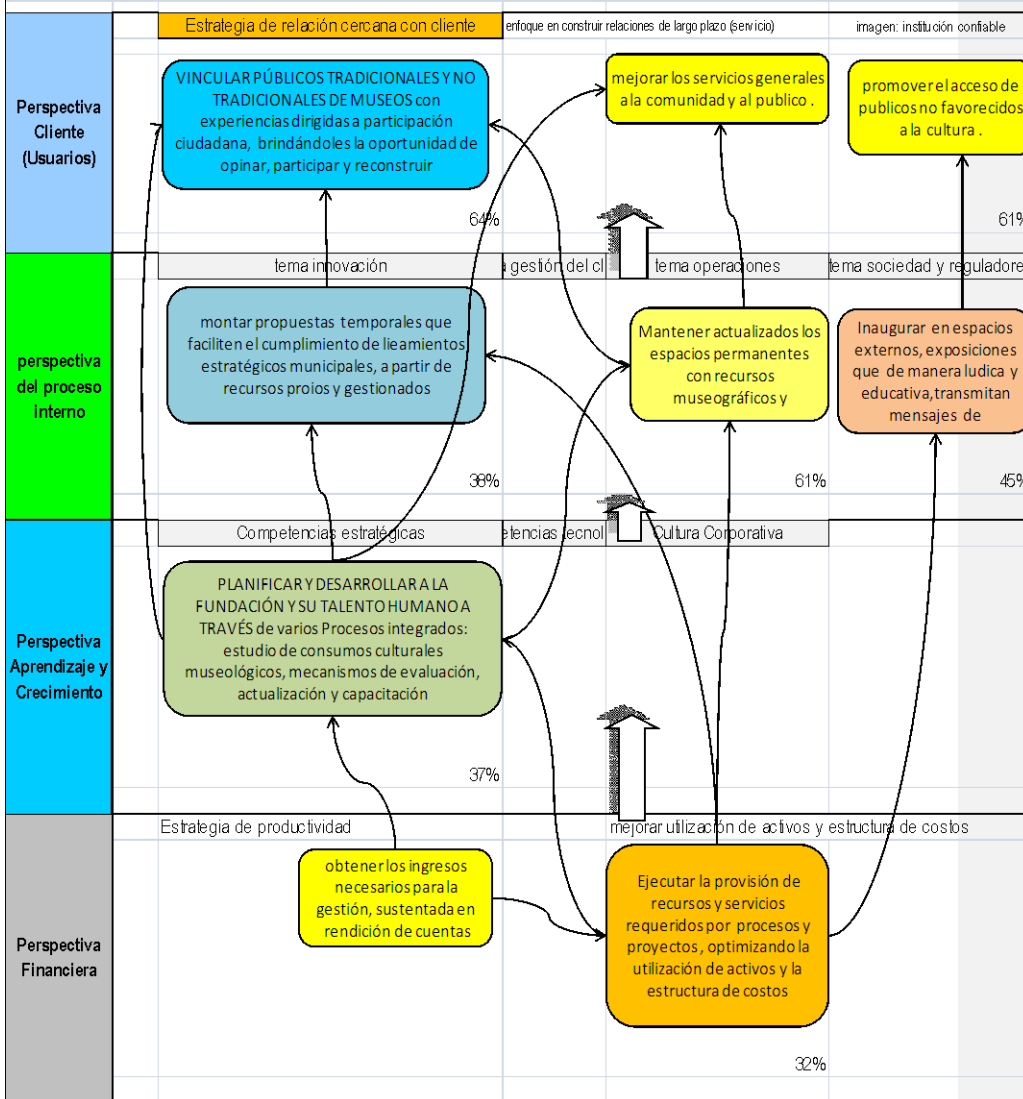 Estrategia de relación cercana con cliente
enfoque en construir relaciones de largo plazo (servicio)
imagen: institución confiable
Perspectiva
Cliente
(Usuarios)
VINCULAR PÚBLICOS TRADICIONALES Y NO
TRADICIONALES DE MUSEOS con
experiencias dirigidas a participación
ciudadana, brindándoles la oportunidad de
opinar, participar y reconstruir
mejorar los servicios generales
a la comunidad y al publico .
promover el acceso de
publicos no favorecidos
a la cultura .
64%
61%
tema innovación
a gestión del cl
tema operaciones
tema sociedad y reguladore
perspectiva
del proceso
interno
montar propuestas temporales que
faciliten el cumplimiento de lieamientos
estratégicos municipales, a partir de
recursos proios y gestionados
Mantener actualizados los
espacios permanentes
con recursos
museográficos y
Inaugurar en espacios
externos, exposiciones
que de manera ludica y
educativa,transmitan
mensajes de
38%
61%
45%
Competencias estratégicas
etencias tecnol
Cultura Corporativa
Perspectiva
Aprendizaje y
Crecimiento
PLANIFICAR Y DESARROLLAR A LA
FUNDACIÓN Y SU TALENTO HUMANO A
TRAVÉS de varios Procesos integrados:
estudio de consumos culturales
museológicos, mecanismos de evaluación,
actualización y capacitación
37%
Estrategia de productividad
mejorar utilización de activos y estructura de costos
Perspectiva
Financiera
obtener los ingresos
necesarios para la
gestión, sustentada en
rendición de cuentas
Ejecutar la provisión de
recursos y servicios
requeridos por procesos y
proyectos , optimizando la
utilización de activos y la
estructura de costos
32%